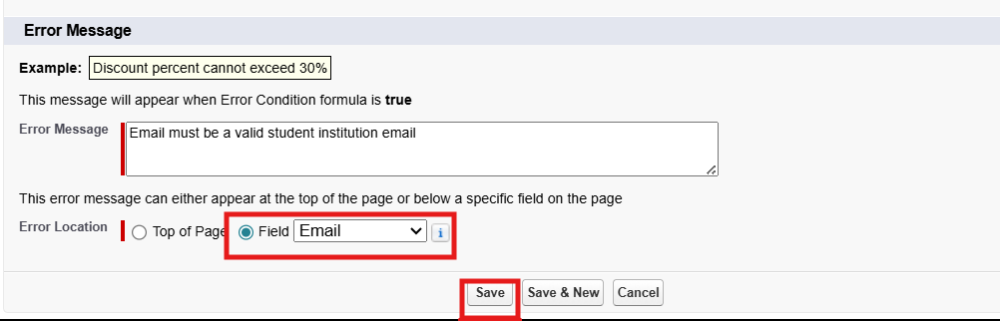 Error Message
Example: Discount percent cannot exceed 30%
This message will appear when Error Condition formula is true
Error Message Email must be a valid student institution email
This error message can either appear at the top of the page or below a specific field on the page
Error Location Top of Page Field Email i
Save Save & New Cancel